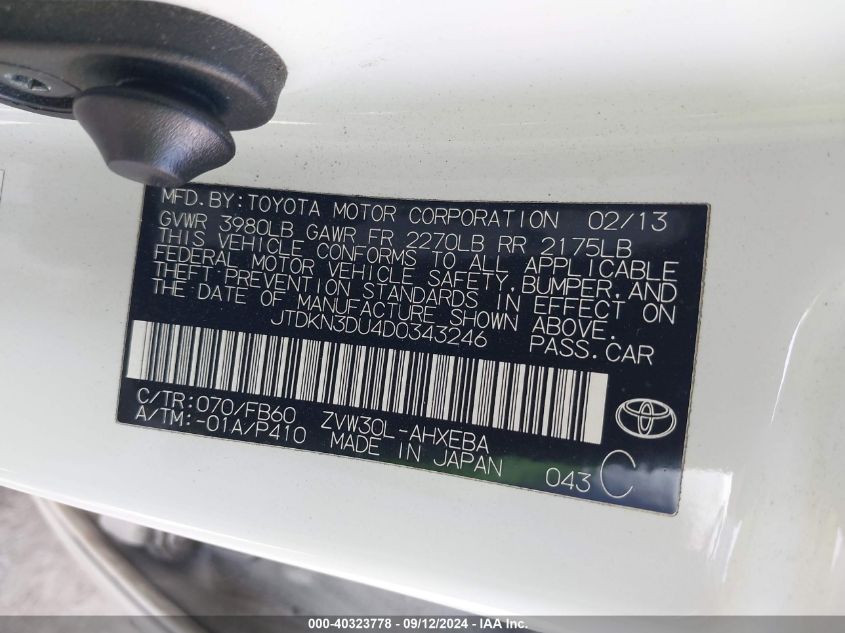 MFD. BY: TOYOTA MOTOR CORPORATION 02/13
GVWR 3980LB GAWR FR 2270LB RR 2175LB
THIS VEHICLE CONFORMS TO ALL APPLICABLE
FEDERAL MOTOR VEHICLE SAFETY, BUMPER, AND
THEFT PREVENTION STANDARDS IN EFFECT ON
THE DATE OF MANUFACTURE SHOWN ABOVE.
JTDKN3DU4D0343246 PASS. CAR
C/TR: 070/FB60 ZVW30L-AHXEBA
A/TM: -01A/P410 MADE IN JAPAN
043 C
000-40323778 - 09/12/2024 - IAA Inc.